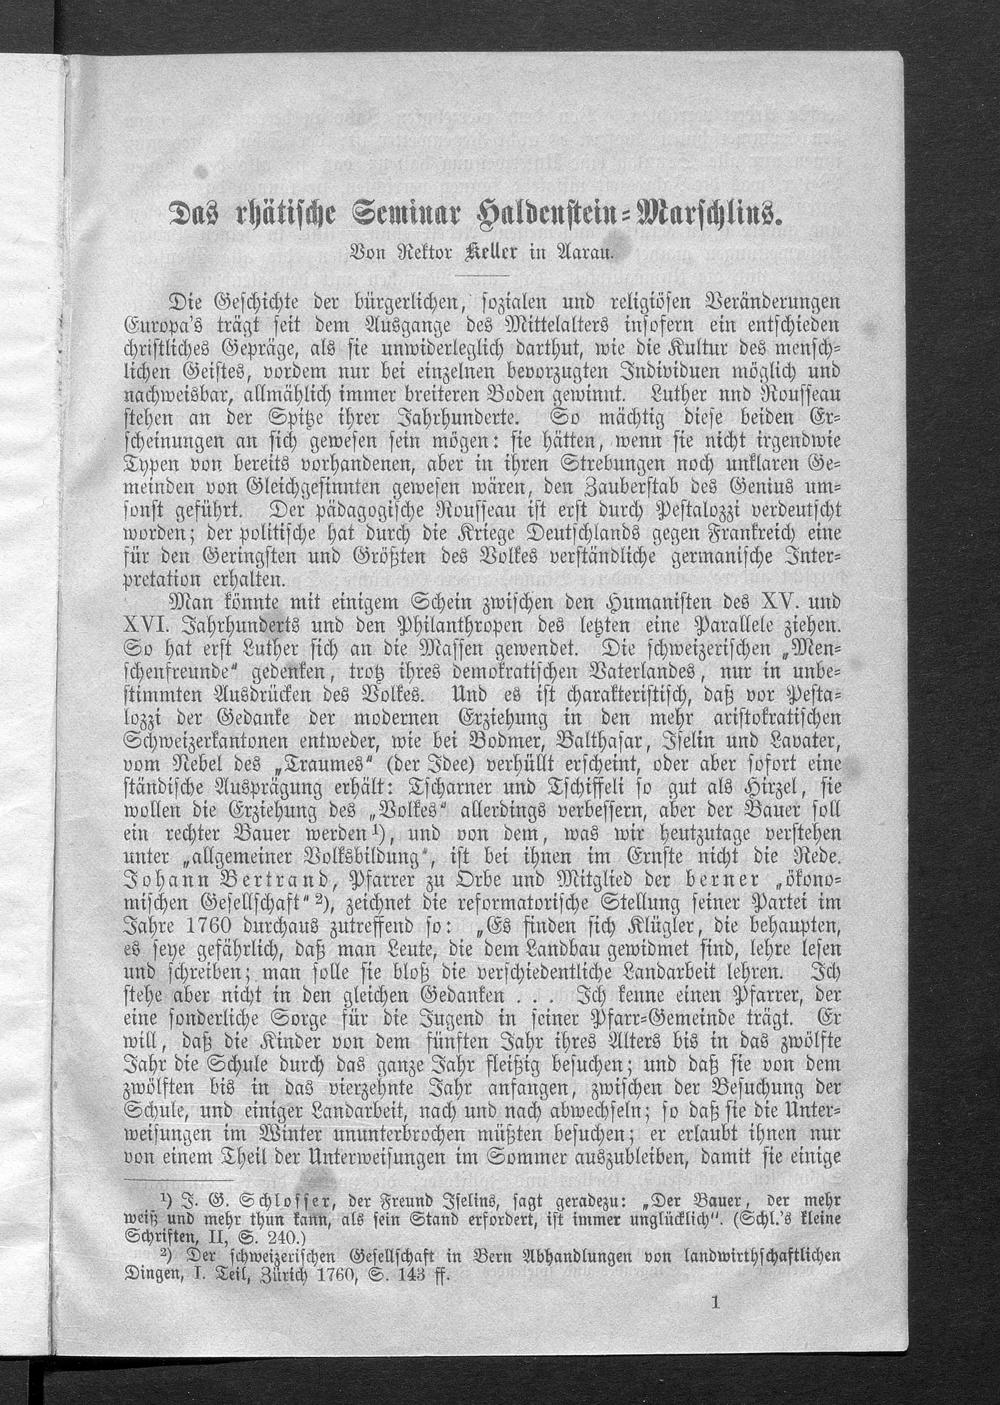 Das rhätische Seminar Haldenstein-Marschlins.
Von Rektor Keller in Aarau.
Die Geschichte der bürgerlichen, sozialen und religiösen Veränderungen
Europa's trägt seit dem Ausgange des Mittelalters insofern ein entschieden
christliches Gepräge, als sie unwiderleglich darthut, wie die Kultur des mensch-
lichen Geistes, vordem nur bei einzelnen bevorzugten Individuen möglich und
nachweisbar, allmählich immer breiteren Boden gewinnt. Luther nnd Rousseau
stehen an der Spitze ihrer Jahrhunderte. So mächtig diese beiden Er-
scheinungen an sich gewesen sein mögen: sie hätten, wenn sie nicht irgendwie
Typen von bereits vorhandenen, aber in ihren Strebungen noch unklaren Ge-
meinden von Gleichgesinnten gewesen wären, den Zauberstab des Genius um-
sonst geführt. Der pädagogische Rousseau ist erst durch Pestalozzi verdeutscht
worden; der politische hat durch die Kriege Deutschlands gegen Frankreich eine
für den Geringsten und Größten des Volkes verständliche germanische Inter-
pretation erhalten.
Man könnte mit einigem Schein zwischen den Humanisten des XV. und
XVI. Jahrhunderts und den Philanthropen des letzten eine Parallele ziehen.
So hat erst Luther sich an die Massen gewendet. Die schweizerischen „Men-
schenfreunde“ gedenken, trotz ihres demokratischen Vaterlandes, nur in unbe-
stimmten Ausdrücken des Volkes. Und es ist charakteristisch, daß vor Pesta-
lozzi der Gedanke der modernen Erziehung in den mehr aristokratischen
Schweizerkantonen entweder, wie bei Bodmer, Balthasar, Iselin und Lavater,
vom Nebel des „Traumes“ (der Idee) verhüllt erscheint, oder aber sofort eine
ständische Ausprägung erhält: Tscharner und Tschiffeli so gut als Hirzel, sie
wollen die Erziehung des „Volkes“ allerdings verbessern, aber der Bauer soll
ein rechter Bauer werden¹), und von dem, was wir heutzutage verstehen
unter „allgemeiner Volksbildung“, ist bei ihnen im Ernste nicht die Rede.
Johann Bertrand, Pfarrer zu Orbe und Mitglied der berner „ökono-
mischen Gesellschaft“²), zeichnet die reformatorische Stellung seiner Partei im
Jahre 1760 durchaus zutreffend so: „Es finden sich Klügler, die behaupten,
es seye gefährlich, daß man Leute, die dem Landbau gewidmet sind, lehre lesen
und schreiben; man solle sie bloß die verschiedentliche Landarbeit lehren. Ich
stehe aber nicht in den gleichen Gedanken . . . Ich kenne einen Pfarrer, der
eine sonderliche Sorge für die Jugend in seiner Pfarr-Gemeinde trägt. Er
will, daß die Kinder von dem fünften Jahr ihres Alters bis in das zwölfte
Jahr die Schule durch das ganze Jahr fleißig besuchen; und daß sie von dem
zwölften bis in das vierzehnte Jahr anfangen, zwischen der Besuchung der
Schule, und einiger Landarbeit, nach und nach abwechseln; so daß sie die Unter-
weisungen im Winter ununterbrochen müßten besuchen; er erlaubt ihnen nur
von einem Theil der Unterweisungen im Sommer auszubleiben, damit sie einige
¹) J. G. Schlosser, der Freund Iselins, sagt geradezu: „Der Bauer, der mehr
weiß und mehr thun kann, als sein Stand erfordert, ist immer unglücklich“. (Schl.'s kleine
Schriften, II, S. 240.)
²) Der schweizerischen Gesellschaft in Bern Abhandlungen von landwirthschaftlichen
Dingen, I. Teil, Zürich 1760, S. 143 ff.
1